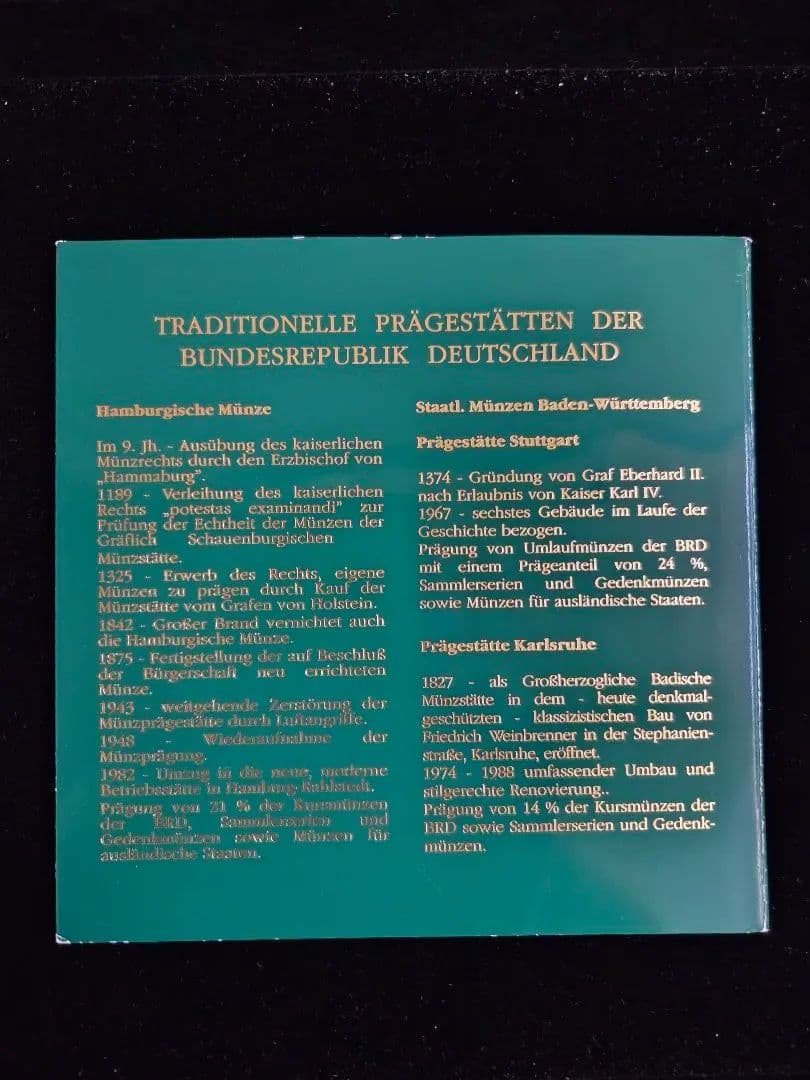 TRADITIONELLE PRÄGESTÄTTEN DER
BUNDESREPUBLIK DEUTSCHLAND
Hamburgische Münze
Im 9. Jh. - Ausübung des kaiserlichen
Münzrechts durch den Erzbischof von
„Hammaburg".
1189 - Verleihung des kaiserlichen
Rechts „potestas examinandi" zur
Prüfung der Echtheit der Münzen der
Gräflich Schauenburgischen
Münzstätte.
1325 - Erwerb des Rechts, eigene
Münzen zu prägen durch Kauf der
Münzstätte vom Grafen von Holstein.
1842 - Großer Brand vernichtet auch
die Hamburgische Münze.
1875 - Fertigstellung der auf Beschluß
der Bürgerschaft neu errichteten
Münze.
1943 - weitgehende Zerstörung der
Münzprägestätte durch Luftangriffe.
1948 - Wiederaufnahme der
Münzprägung.
1982 - Umzug in die neue, moderne
Betriebsstätte in Hamburg-Rahlstedt.
Prägung von 21 % der Kursmünzen
der BRD, Sammlerserien und
Gedenkmünzen sowie Münzen für
ausländische Staaten.
Staatl. Münzen Baden-Württemberg
Prägestätte Stuttgart
1374 - Gründung von Graf Eberhard II.
nach Erlaubnis von Kaiser Karl IV.
1967 - sechstes Gebäude im Laufe der
Geschichte bezogen.
Prägung von Umlaufmünzen der BRD
mit einem Prägeanteil von 24 %,
Sammlerserien und Gedenkmünzen
sowie Münzen für ausländische Staaten.
Prägestätte Karlsruhe
1827 - als Großherzogliche Badische
Münzstätte in dem - heute denkmal-
geschützten - klassizistischen Bau von
Friedrich Weinbrenner in der Stephanien-
straße, Karlsruhe, eröffnet.
1974 - 1988 umfassender Umbau und
stilgerechte Renovierung..
Prägung von 14 % der Kursmünzen der
BRD sowie Sammlerserien und Gedenk-
münzen.